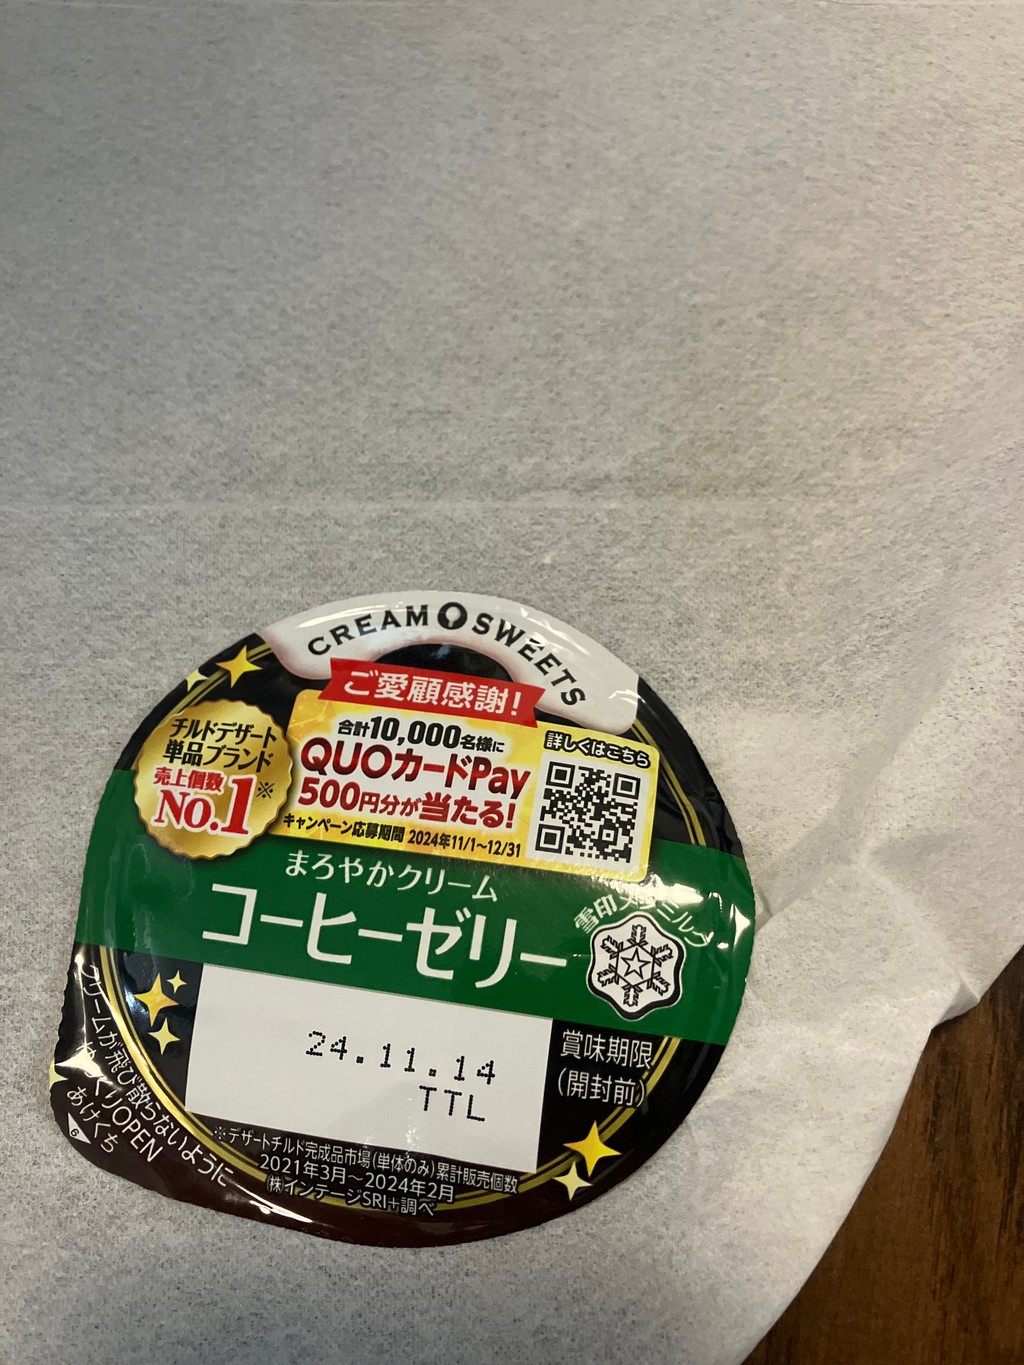 CREAM SWEETS
ご愛顧感謝!
合計10,000名様に
QUOカードPay
500円分が当たる!
キャンペーン応募期間 2024年11/1~12/31
詳しくはこちら
チルドデザート
単品ブランド
売上個数
No.1※
まろやかクリーム
コーヒーゼリー
雪印メグミルク
24.11.14
TTL
賞味期限
(開封前)
クリームが飛び散らないように
ゆっくりOPEN
あけくち
6
※デザートチルド完成品市場(単体のみ)累計販売個数
2021年3月~2024年2月
㈱インテージSRI+調べ